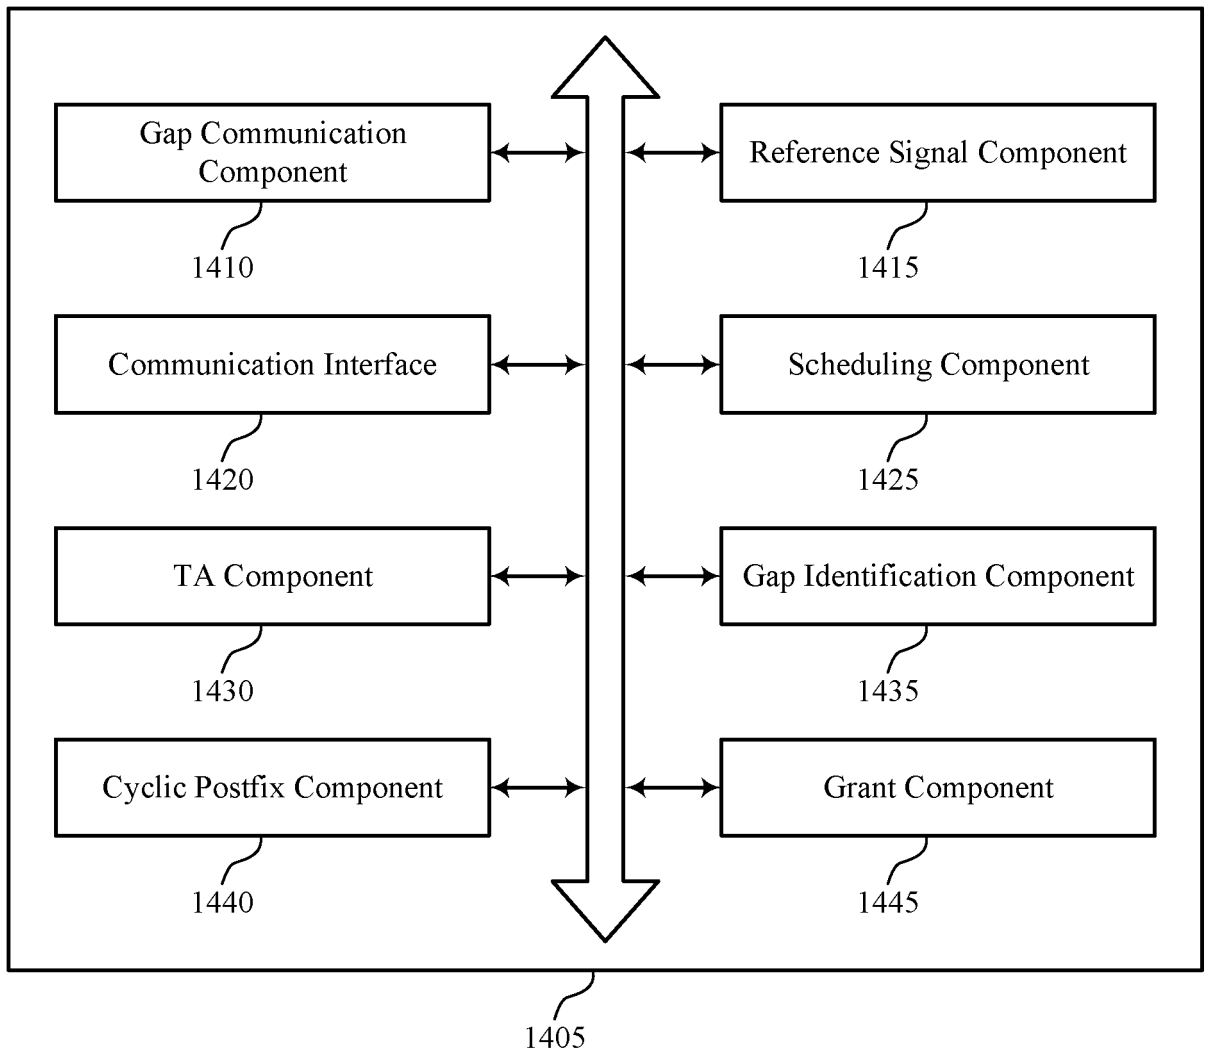 Gap Communication
Component
1410
Reference Signal Component
1415
Communication Interface
1420
Scheduling Component
1425
TA Component
1430
Gap Identification Component
1435
Cyclic Postfix Component
1440
Grant Component
1445
1405